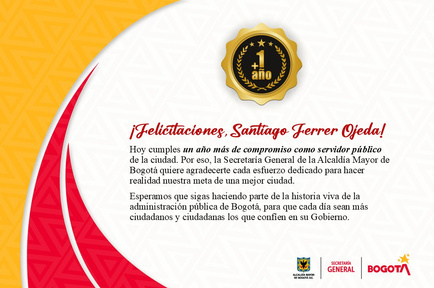 +1
año
¡Felicitaciones, Santiago Ferrer Ojeda!
Hoy cumples un año más de compromiso como servidor público
de la ciudad. Por eso, la Secretaría General de la Alcaldía Mayor de
Bogotá quiere agradecerte cada esfuerzo dedicado para hacer
realidad nuestra meta de una mejor ciudad.
Esperamos que sigas haciendo parte de la historia viva de la
administración pública de Bogotá, para que cada día sean más
ciudadanos y ciudadanas los que confíen en su Gobierno.
ALCALDÍA MAYOR
DE BOGOTÁ D.C.
SECRETARÍA
GENERAL
BOGOTÁ